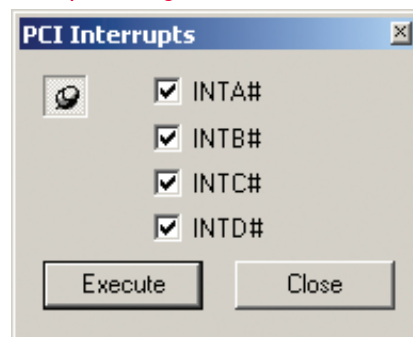 PCI Interrupts
INTA#
INTB#
INTC#
INTD#
Execute Close